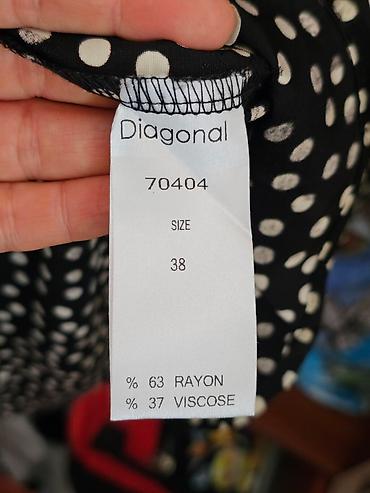 Diagonal
70404
SIZE
38
% 63 RAYON
% 37 VISCOSE